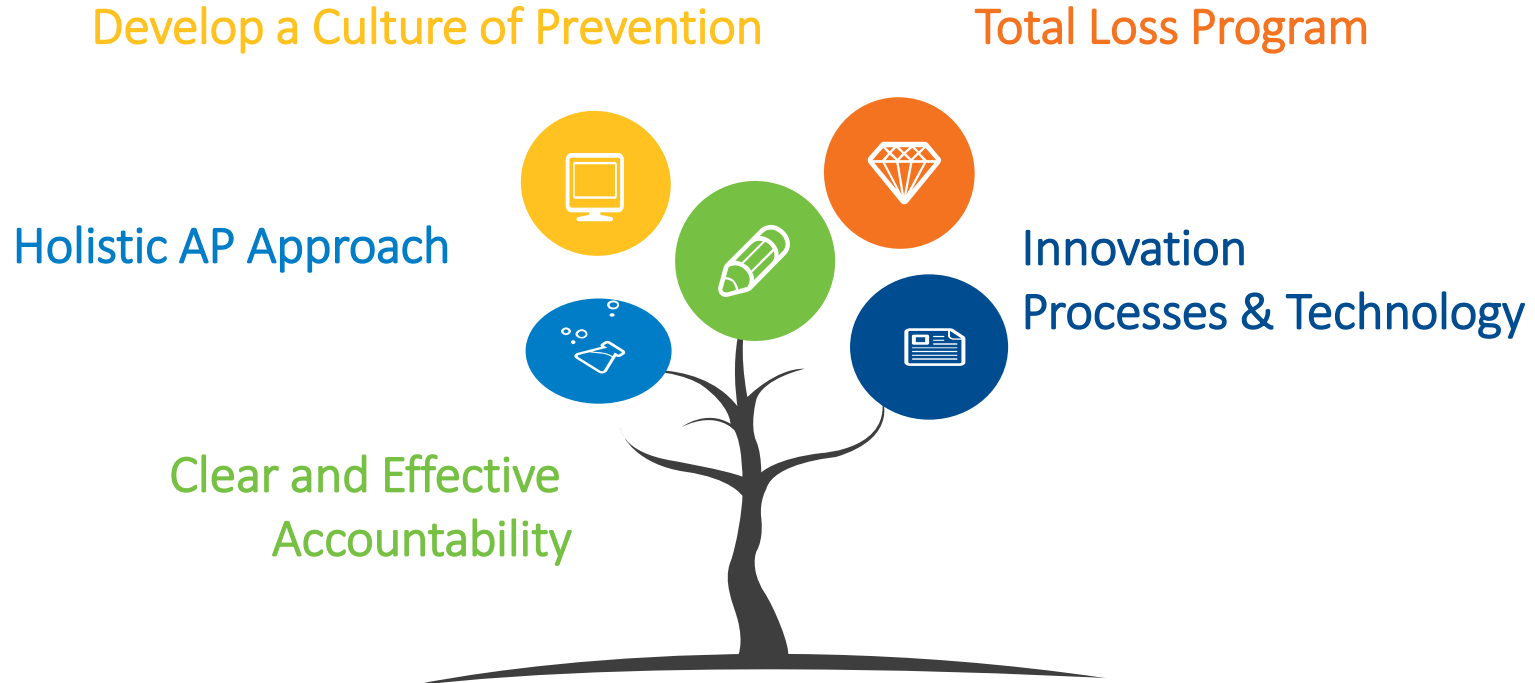 Develop a Culture of Prevention
Total Loss Program
Holistic AP Approach
Innovation
Processes & Technology
Clear and Effective
Accountability